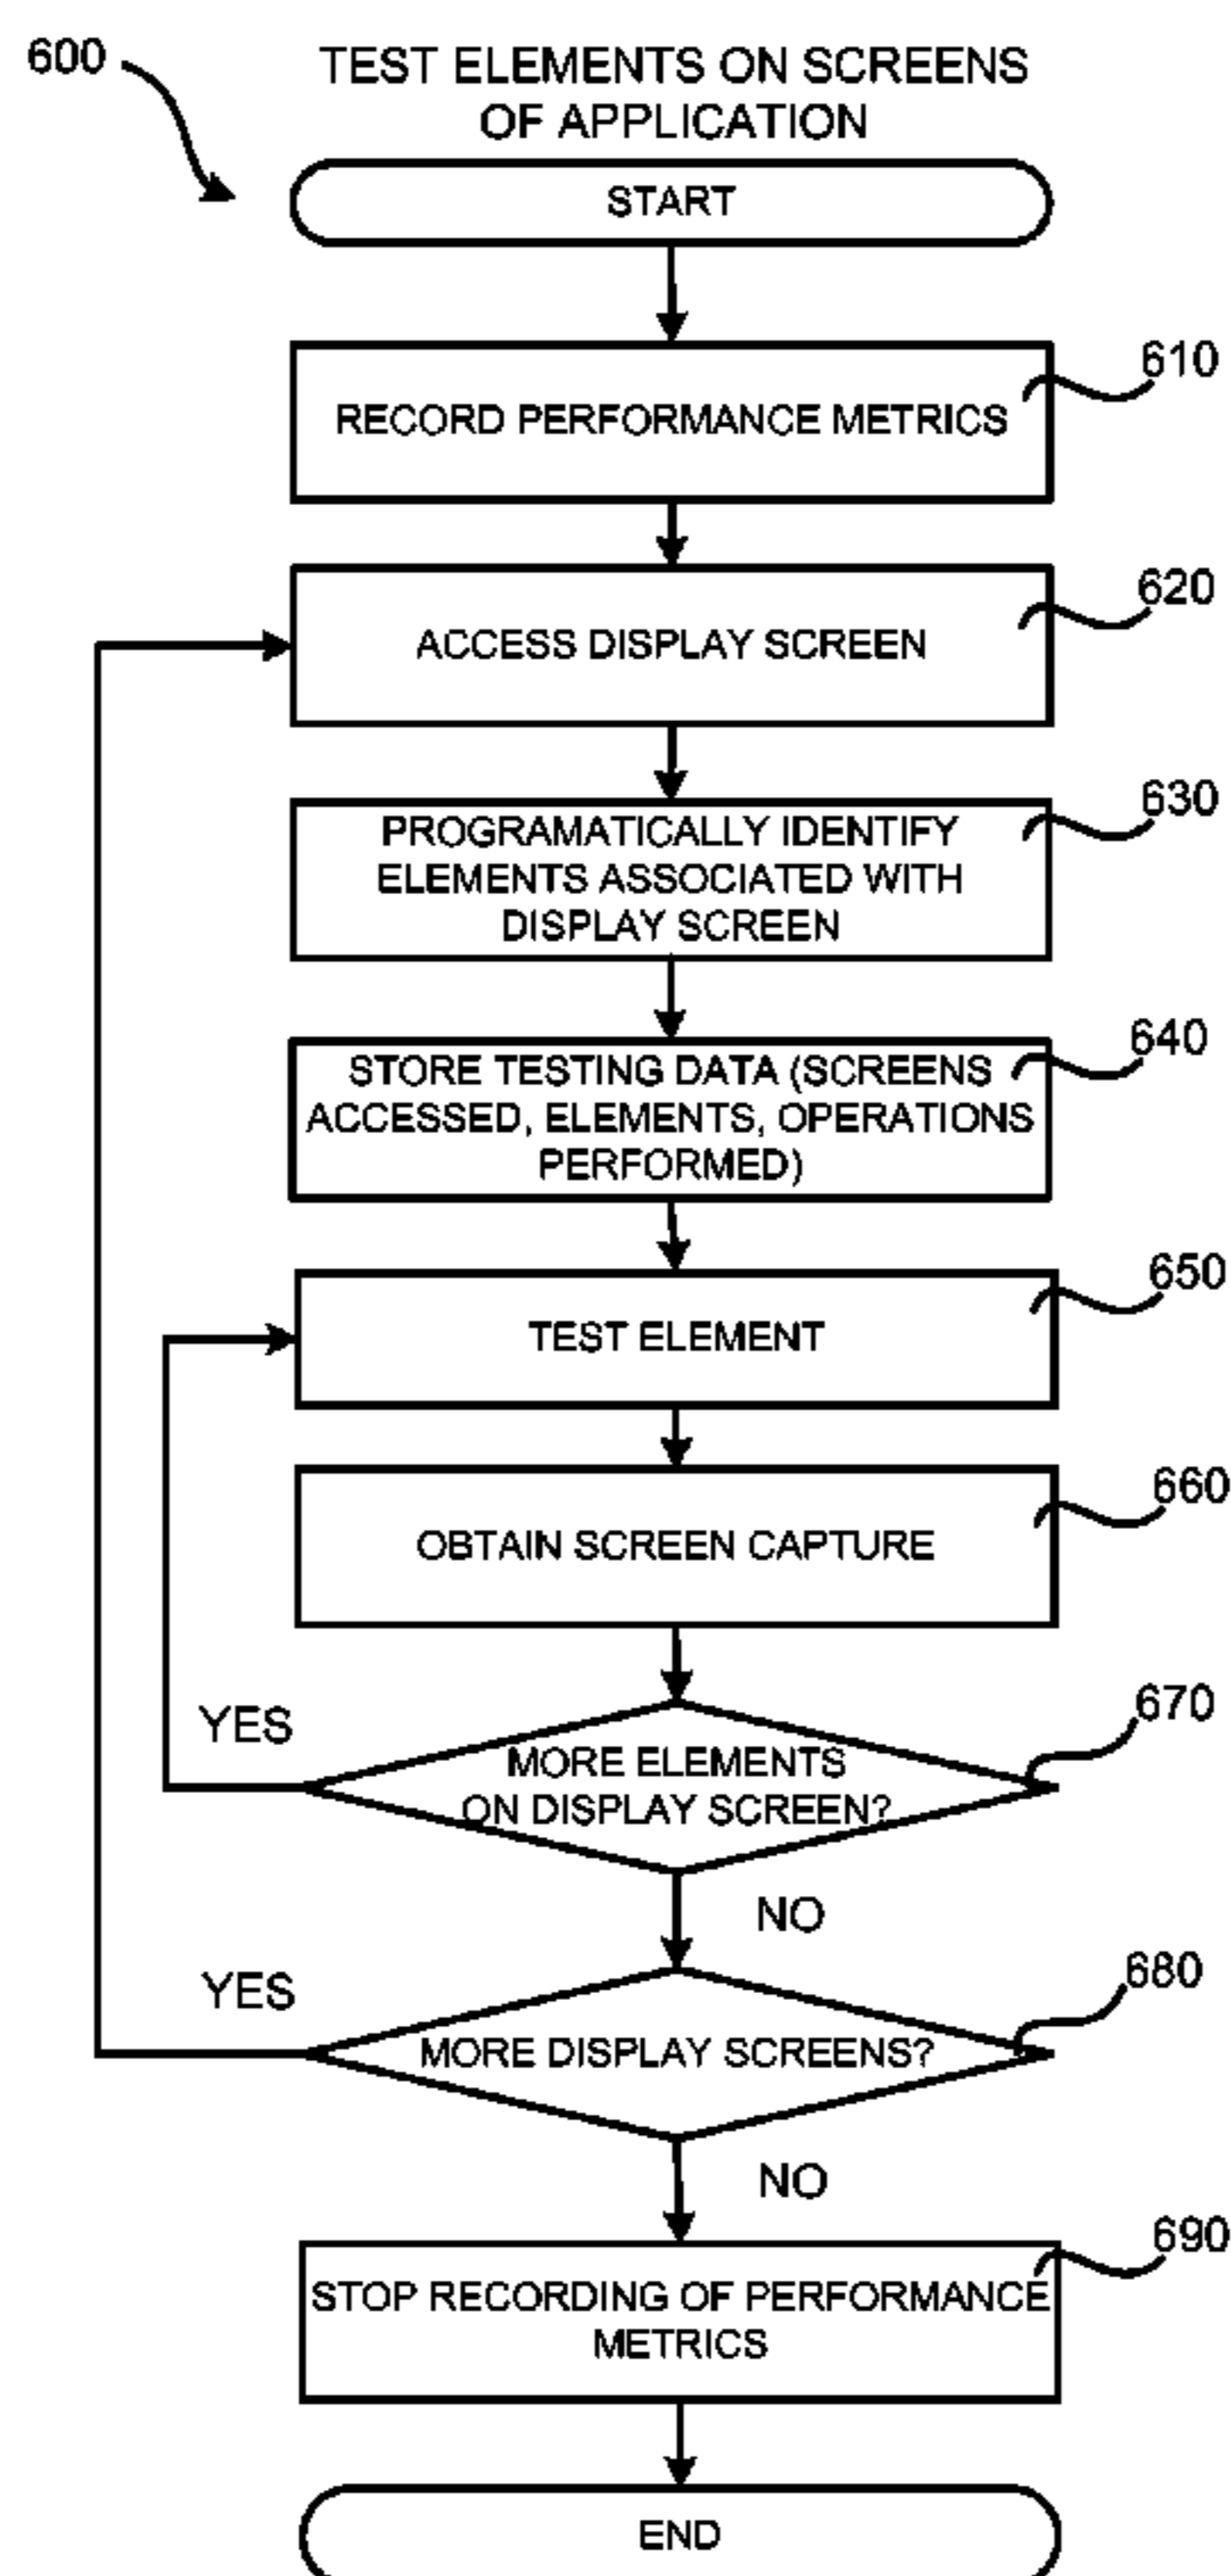 600
TEST ELEMENTS ON SCREENS
OF APPLICATION
START
610
RECORD PERFORMANCE METRICS
620
ACCESS DISPLAY SCREEN
630
PROGRAMATICALLY IDENTIFY
ELEMENTS ASSOCIATED WITH
DISPLAY SCREEN
640
STORE TESTING DATA (SCREENS
ACCESSED, ELEMENTS, OPERATIONS
PERFORMED)
650
TEST ELEMENT
660
OBTAIN SCREEN CAPTURE
670
YES
MORE ELEMENTS
ON DISPLAY SCREEN?
NO
680
YES
MORE DISPLAY SCREENS?
NO
690
STOP RECORDING OF PERFORMANCE
METRICS
END